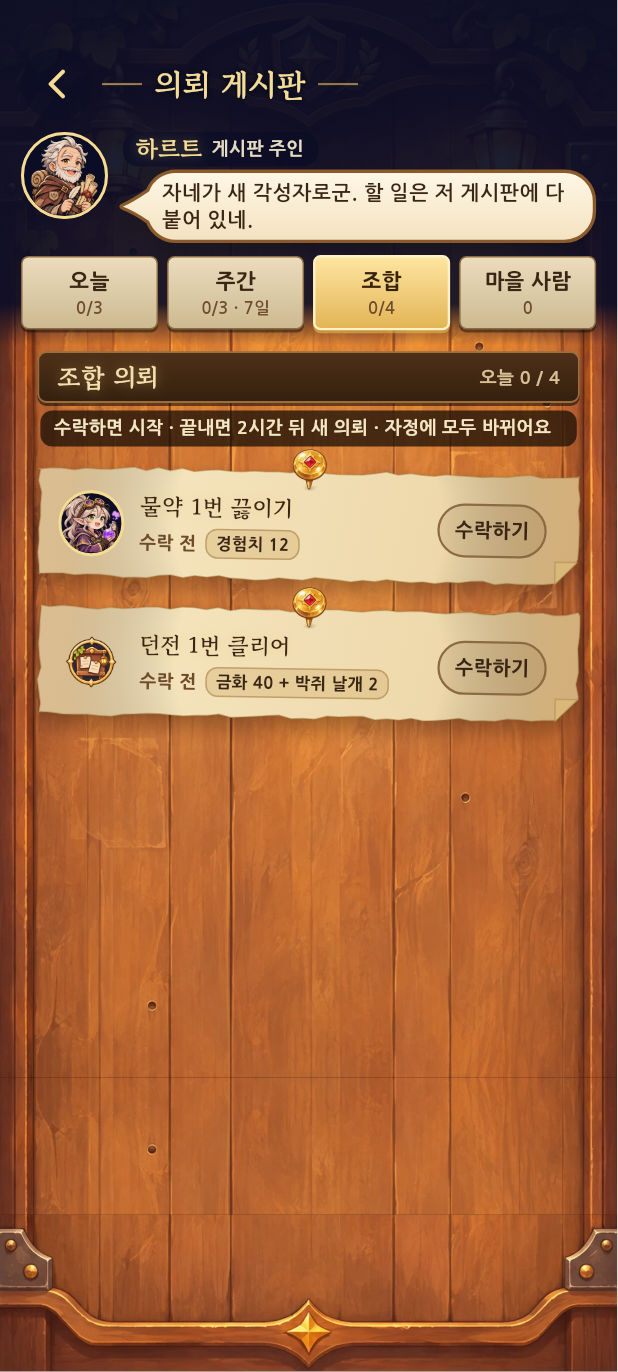 의뢰 게시판
하르트 게시판 주인
자네가 새 각성자로군. 할 일은 저 게시판에 다
붙어 있네.
오늘
0/3
주간
0/3 · 7일
조합
0/4
마을 사람
0
조합 의뢰
오늘 0 / 4
수락하면 시작 · 끝내면 2시간 뒤 새 의뢰 · 자정에 모두 바뀌어요
물약 1번 끓이기
수락 전 경험치 12
수락하기
던전 1번 클리어
수락 전 금화 40 + 박쥐 날개 2
수락하기